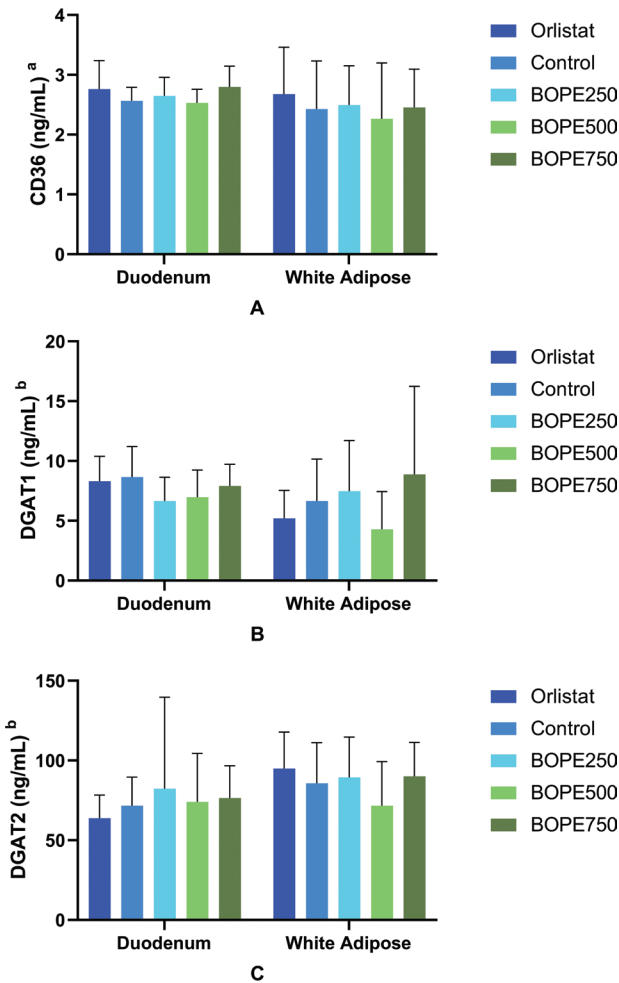 CD36 (ng/mL) a
4
3
2
1
0
Duodenum
White Adipose
Orlistat
Control
BOPE250
BOPE500
BOPE750
A
DGAT1 (ng/mL) b
20
15
10
5
0
Duodenum
White Adipose
Orlistat
Control
BOPE250
BOPE500
BOPE750
B
DGAT2 (ng/mL) b
150
100
50
0
Duodenum
White Adipose
Orlistat
Control
BOPE250
BOPE500
BOPE750
C